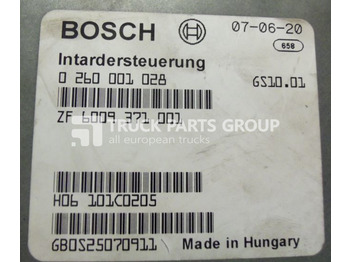 BOSCH
07-06-20
658
Intardersteuerung
0 260 001 028
GS10.01
ZF 6009 371 001
TRUCK PARTS GROUP
all european trucks
H06 101C0205
GB0S25070911
Made in Hungary